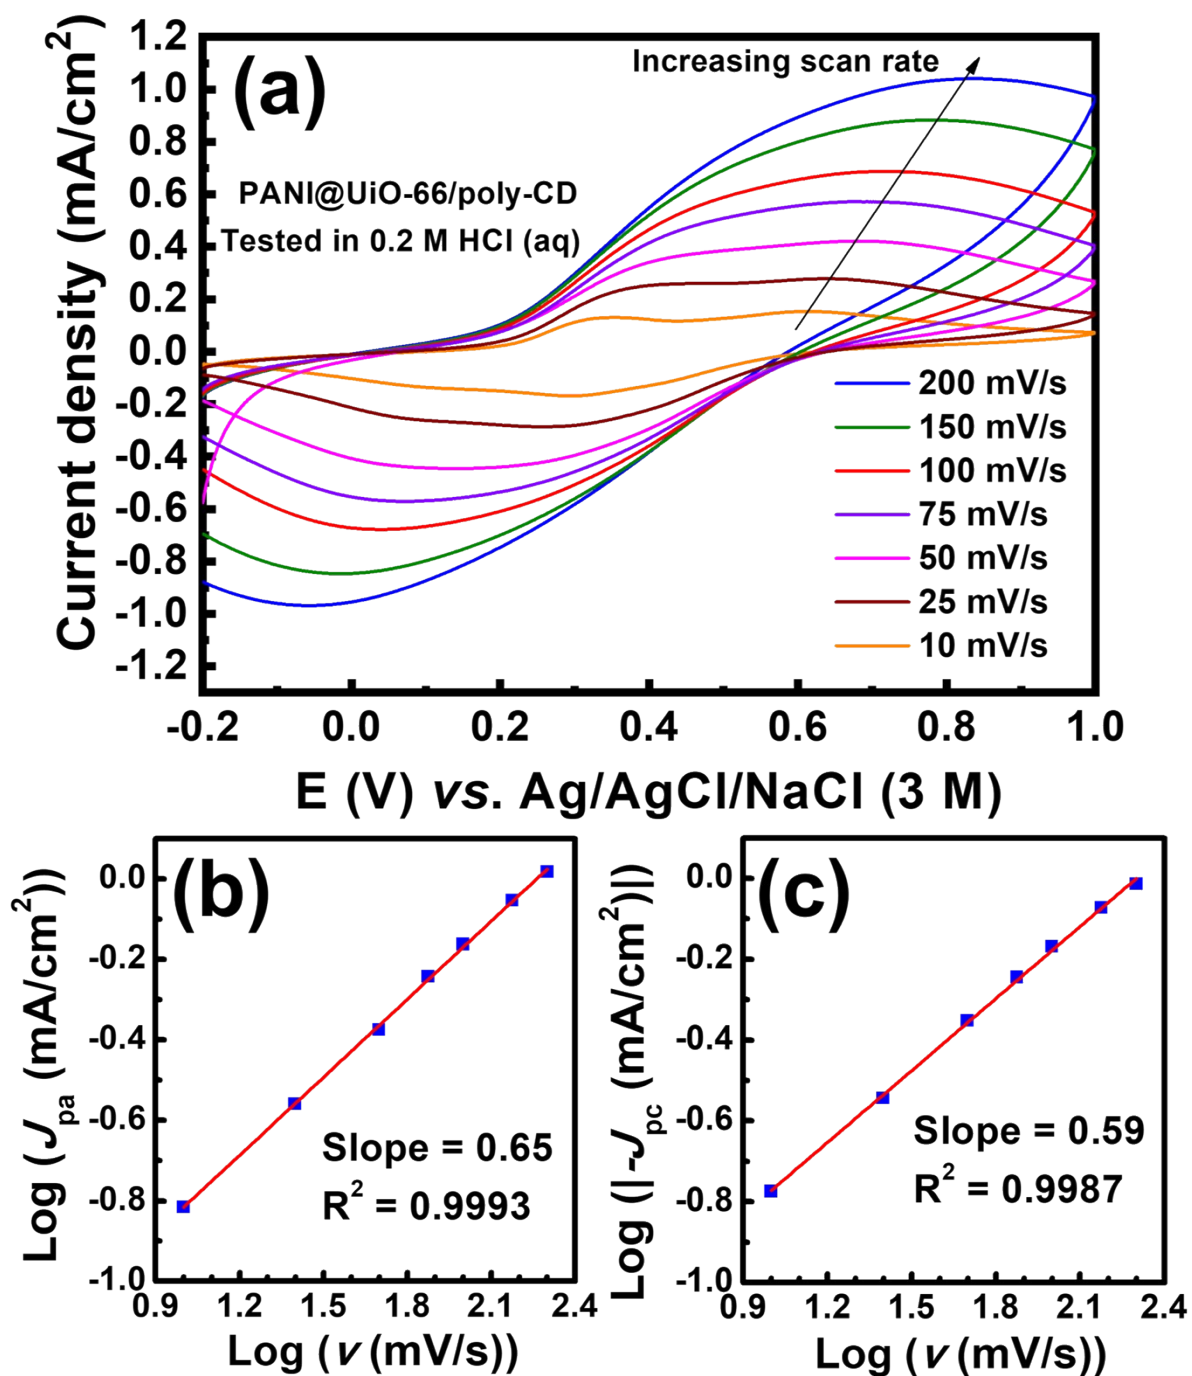 (a)
Increasing scan rate
PANI@UiO-66/poly-CD
Tested in 0.2 M HCl (aq)
Current density (mA/cm²)
1.2
1.0
0.8
0.6
0.4
0.2
0.0
-0.2
-0.4
-0.6
-0.8
-1.0
-1.2
200 mV/s
150 mV/s
100 mV/s
75 mV/s
50 mV/s
25 mV/s
10 mV/s
-0.2 0.0 0.2 0.4 0.6 0.8 1.0
E (V) vs. Ag/AgCl/NaCl (3 M)
(b)
Log (Jpa (mA/cm²))
0.0
-0.2
-0.4
-0.6
-0.8
-1.0
Slope = 0.65
R² = 0.9993
0.9 1.2 1.5 1.8 2.1 2.4
Log (v (mV/s))
(c)
Log (|-Jpc (mA/cm²)|)
0.0
-0.2
-0.4
-0.6
-0.8
-1.0
Slope = 0.59
R² = 0.9987
0.9 1.2 1.5 1.8 2.1 2.4
Log (v (mV/s))